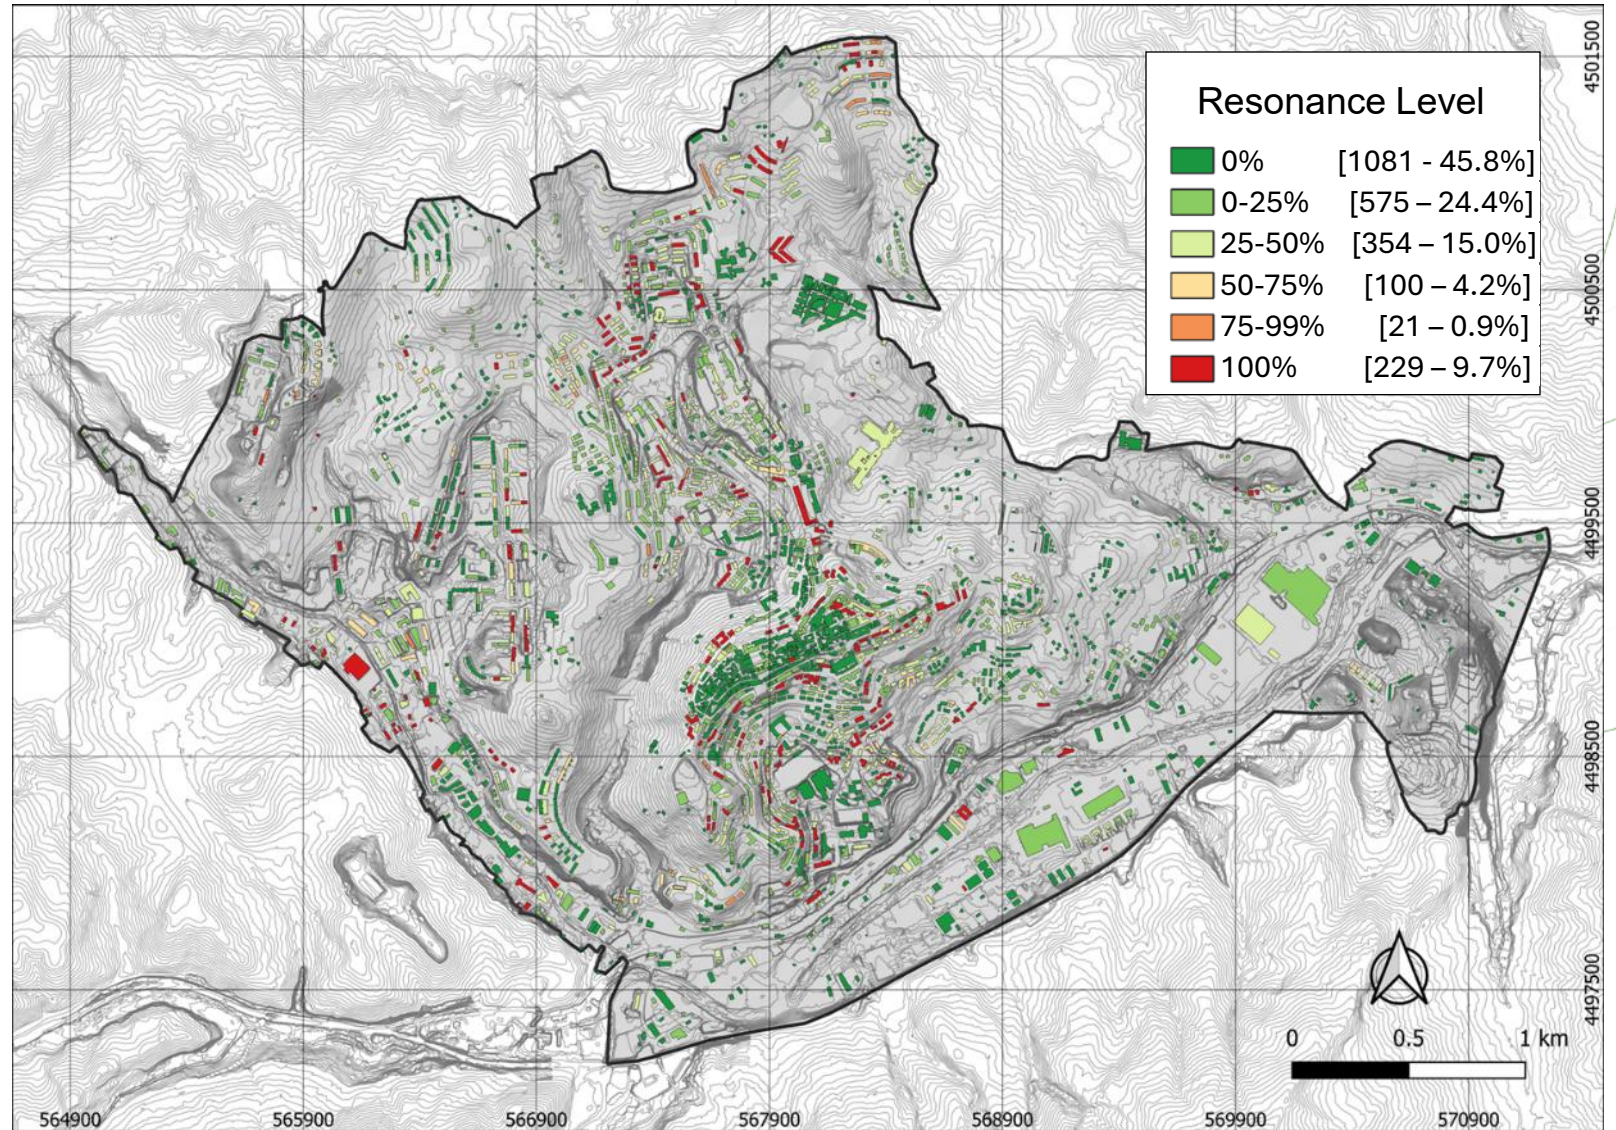 Resonance Level
0% [1081 - 45.8%]
0-25% [575 – 24.4%]
25-50% [354 – 15.0%]
50-75% [100 – 4.2%]
75-99% [21 – 0.9%]
100% [229 – 9.7%]
4501500
4500500
4499500
4498500
4497500
0 0.5 1 km
564900 565900 566900 567900 568900 569900 570900